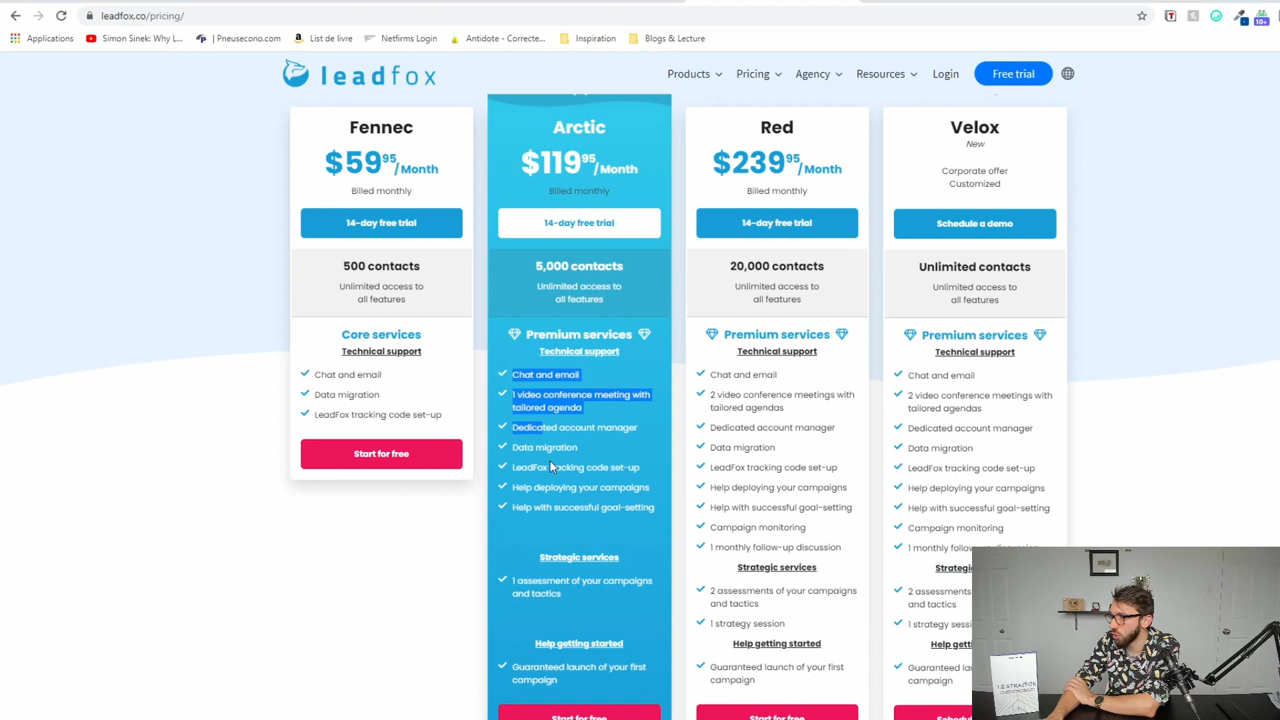 leadfox.co/pricing/
Applications
Simon Sinek: Why L...
| Pneusecono.com
List de livre
Netfirms Login
Antidote - Correcte...
Inspiration
Blogs & Lecture
10+
leadfox
Products
Pricing
Agency
Resources
Login
Free trial
Fennec
$59.95/Month
Billed monthly
14-day free trial
500 contacts
Unlimited access to
all features
Core services
Technical support
Chat and email
Data migration
LeadFox tracking code set-up
Start for free
Arctic
$119.95/Month
Billed monthly
14-day free trial
5,000 contacts
Unlimited access to
all features
Premium services
Technical support
Chat and email
1 video conference meeting with
tailored agenda
Dedicated account manager
Data migration
LeadFox tracking code set-up
Help deploying your campaigns
Help with successful goal-setting
Strategic services
1 assessment of your campaigns
and tactics
Help getting started
Guaranteed launch of your first
campaign
Start for free
Red
$239.95/Month
Billed monthly
14-day free trial
20,000 contacts
Unlimited access to
all features
Premium services
Technical support
Chat and email
2 video conference meetings with
tailored agendas
Dedicated account manager
Data migration
LeadFox tracking code set-up
Help deploying your campaigns
Help with successful goal-setting
Campaign monitoring
1 monthly follow-up discussion
Strategic services
2 assessments of your campaigns
and tactics
1 strategy session
Help getting started
Guaranteed launch of your first
campaign
Start for free
Velox
New
Corporate offer
Customized
Schedule a demo
Unlimited contacts
Unlimited access to
all features
Premium services
Technical support
Chat and email
2 video conference meetings with
tailored agendas
Dedicated account manager
Data migration
LeadFox tracking code set-up
Help deploying your campaigns
Help with successful goal-setting
Campaign monitoring
1 monthly follow
Strateg
2 assessments
and tactics
1 strategy sess
Help get
Guaranteed la
campaign
Schedul